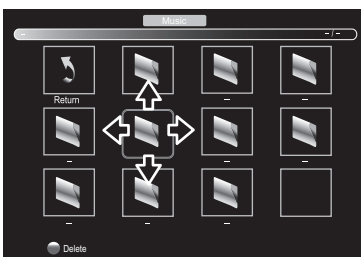 Music
– –/–
Return – – –
– – –
– – –
Delete